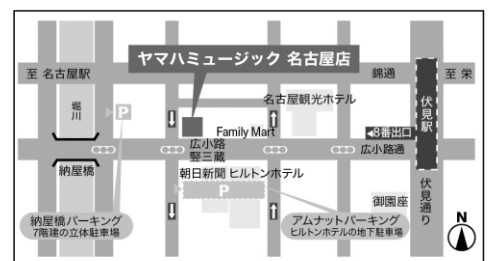 ヤマハミュージック 名古屋店
至 名古屋駅
錦通
至 栄
堀川
P
名古屋観光ホテル
伏見駅
Family Mart
◀8番出口
広小路
竪三蔵
広小路通
納屋橋
朝日新聞 ヒルトンホテル
P
御園座
伏見通り
納屋橋パーキング
7階建の立体駐車場
アムナットパーキング
ヒルトンホテルの地下駐車場
N